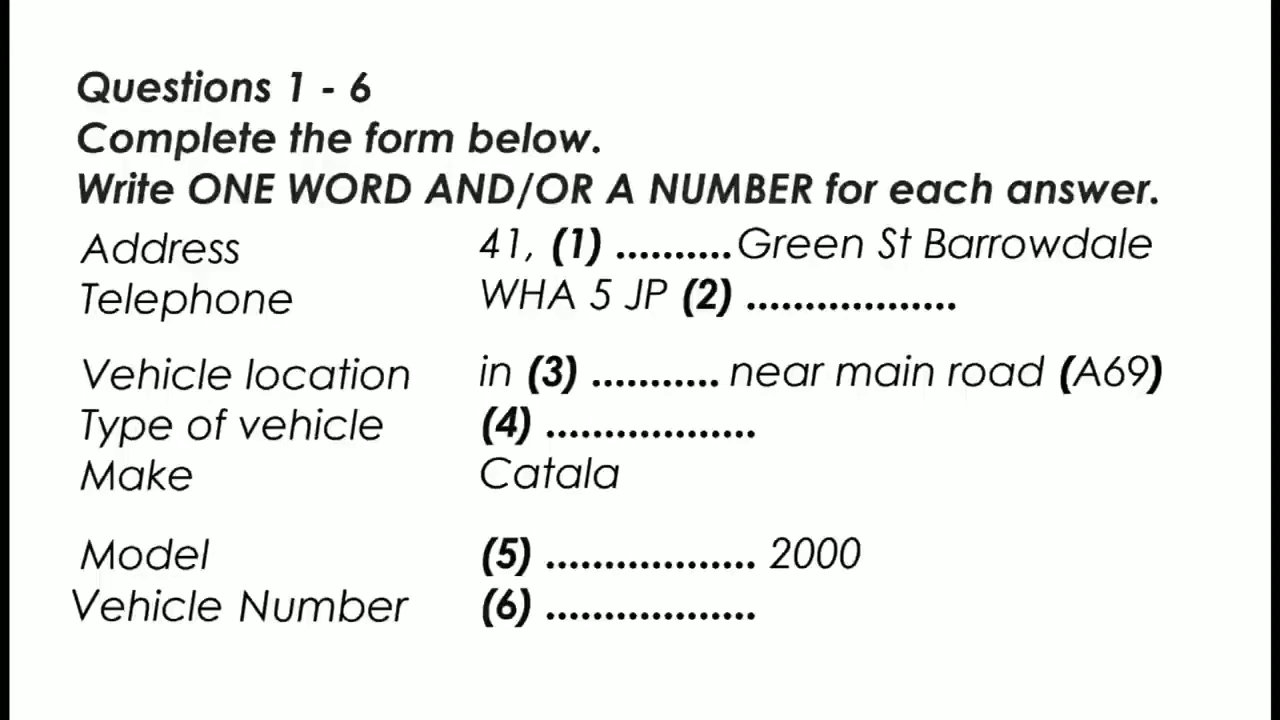 Questions 1 - 6
Complete the form below.
Write ONE WORD AND/OR A NUMBER for each answer.
Address 41, (1) ..........Green St Barrowdale
Telephone WHA 5 JP (2) ..................
Vehicle location in (3) ........... near main road (A69)
Type of vehicle (4) ..................
Make Catala
Model (5) .................. 2000
Vehicle Number (6) ..................